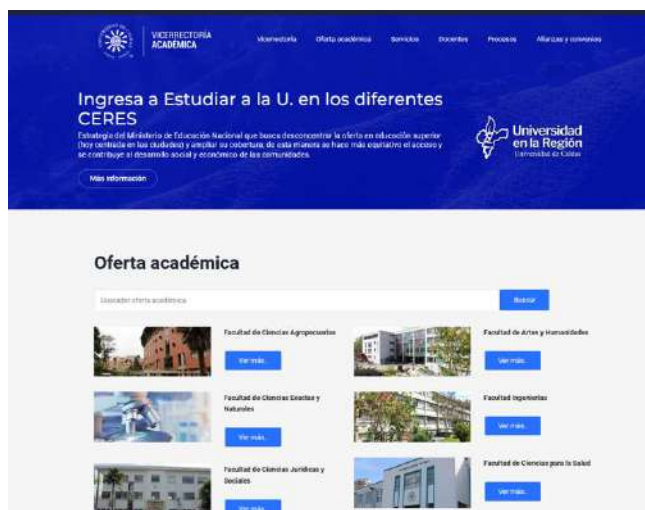 VICERRECTORÍA
ACADÉMICA
Vicerrectoría Oferta académica Servicios Docentes Procesos Alianzas y convenios
Ingresa a Estudiar a la U. en los diferentes
CERES
Estrategia del Ministerio de Educación Nacional que busca desconcentrar la oferta en educación superior
(hoy centrada en las ciudades) y ampliar su cobertura; de esta manera se hace más equitativo el acceso y
se contribuye al desarrollo social y económico de las comunidades.
Más información
Universidad
en la Región
Universidad de Caldas
Oferta académica
Buscador oferta académica
Buscar
Facultad de Ciencias Agropecuarias
Ver más..
Facultad de Artes y Humanidades
Ver más..
Facultad de Ciencias Exactas y
Naturales
Ver más..
Facultad Ingenierías
Ver más..
Facultad de Ciencias Jurídicas y
Sociales
Ver más..
Facultad de Ciencias para la Salud
Ver más..